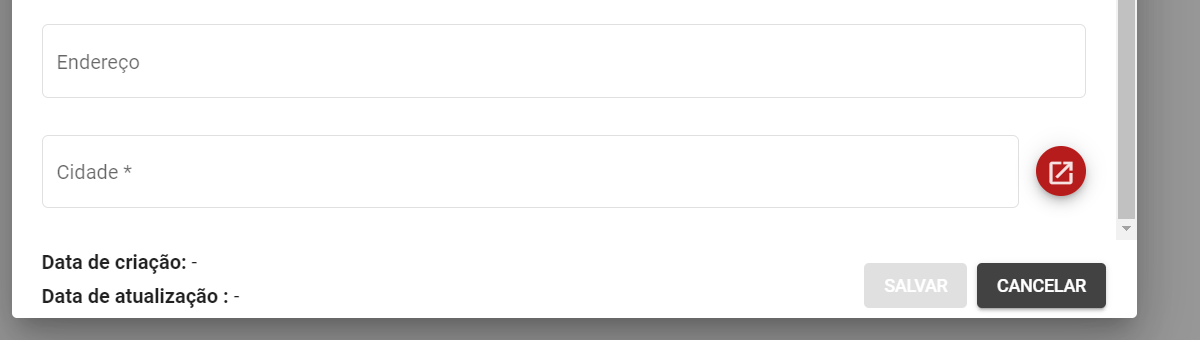 Endereço
Cidade *
Data de criação: -
Data de atualização : -
SALVAR
CANCELAR